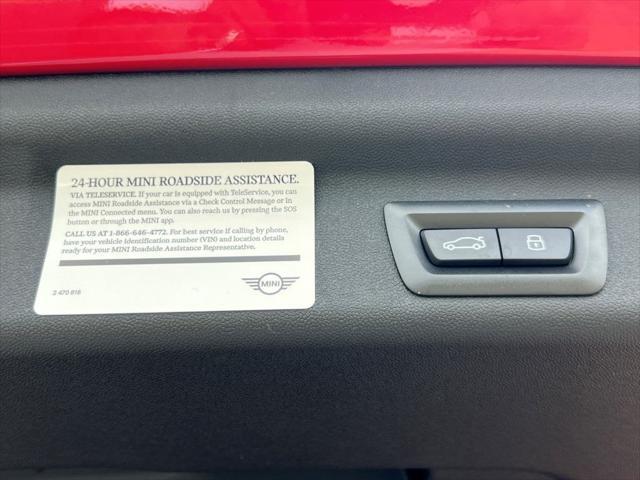 24-HOUR MINI ROADSIDE ASSISTANCE.
VIA TELESERVICE. If your car is equipped with TeleService, you can
access MINI Roadside Assistance via a Check Control Message or in
the MINI Connected menu. You can also reach us by pressing the SOS
button or through the MINI app.
CALL US AT 1-866-646-4772. For best service if calling by phone,
have your vehicle identification number (VIN) and location details
ready for your MINI Roadside Assistance Representative.
MINI
2 470 818